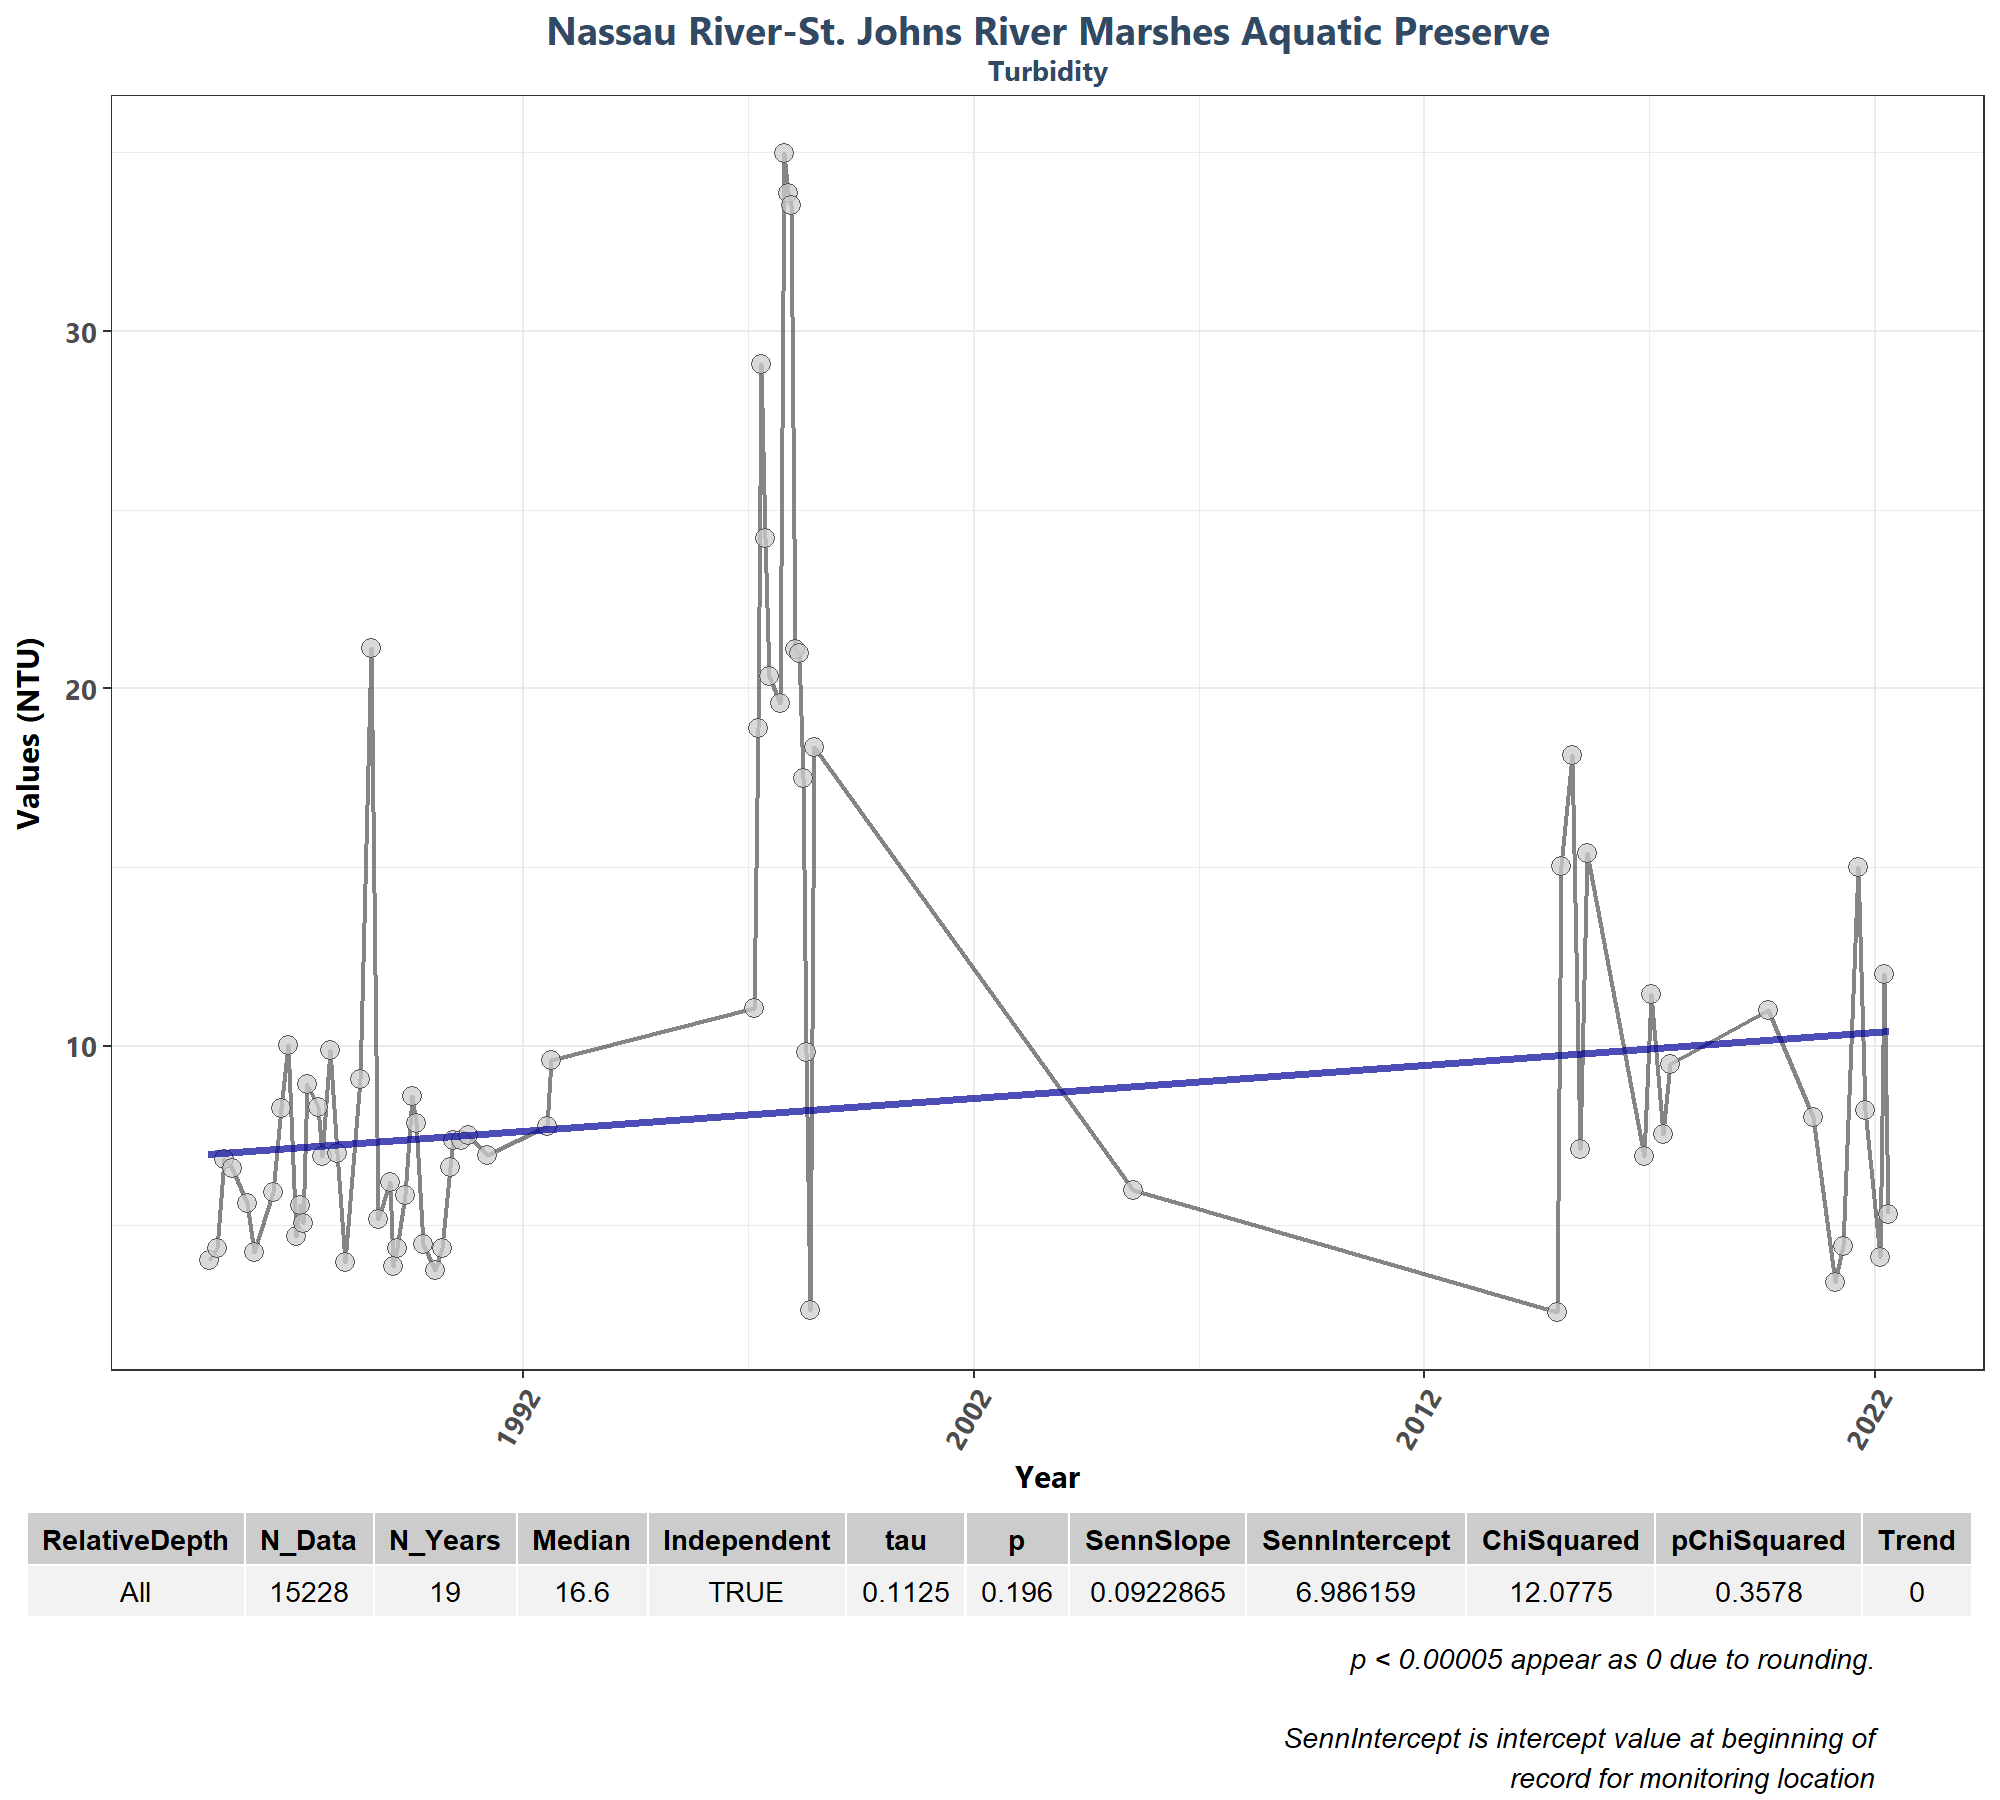 Nassau River-St. Johns River Marshes Aquatic Preserve
Turbidity
Values (NTU)
30
20
10
1992
2002
2012
2022
Year
RelativeDepth N_Data N_Years Median Independent tau p SennSlope SennIntercept ChiSquared pChiSquared Trend
All 15228 19 16.6 TRUE 0.1125 0.196 0.0922865 6.986159 12.0775 0.3578 0
p < 0.00005 appear as 0 due to rounding.
SennIntercept is intercept value at beginning of
record for monitoring location